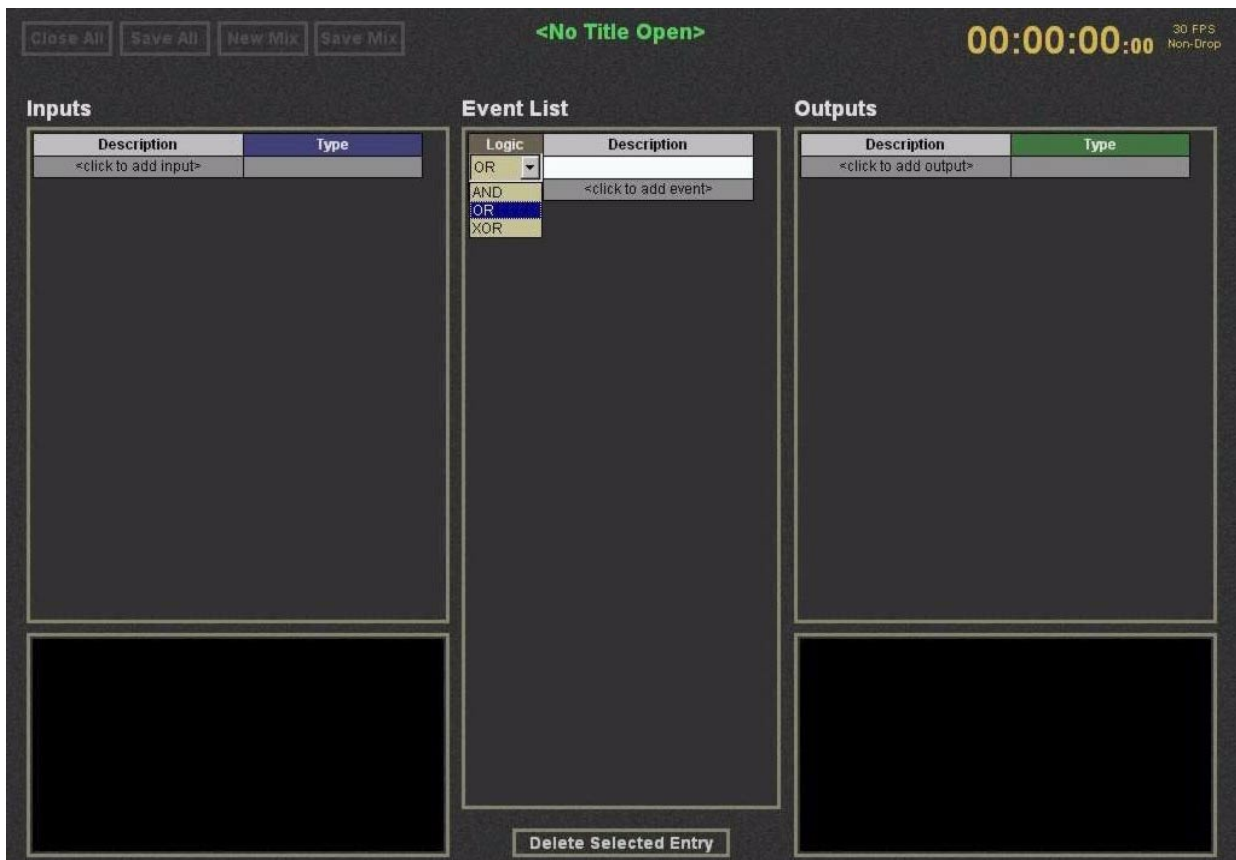 Close All Save All New Mix Save Mix <No Title Open> 00:00:00:00 30 FPS
Non-Drop
Inputs Event List Outputs
Description Type Logic Description Description Type
<click to add input> OR <click to add output>
AND <click to add event>
OR
XOR
Delete Selected Entry